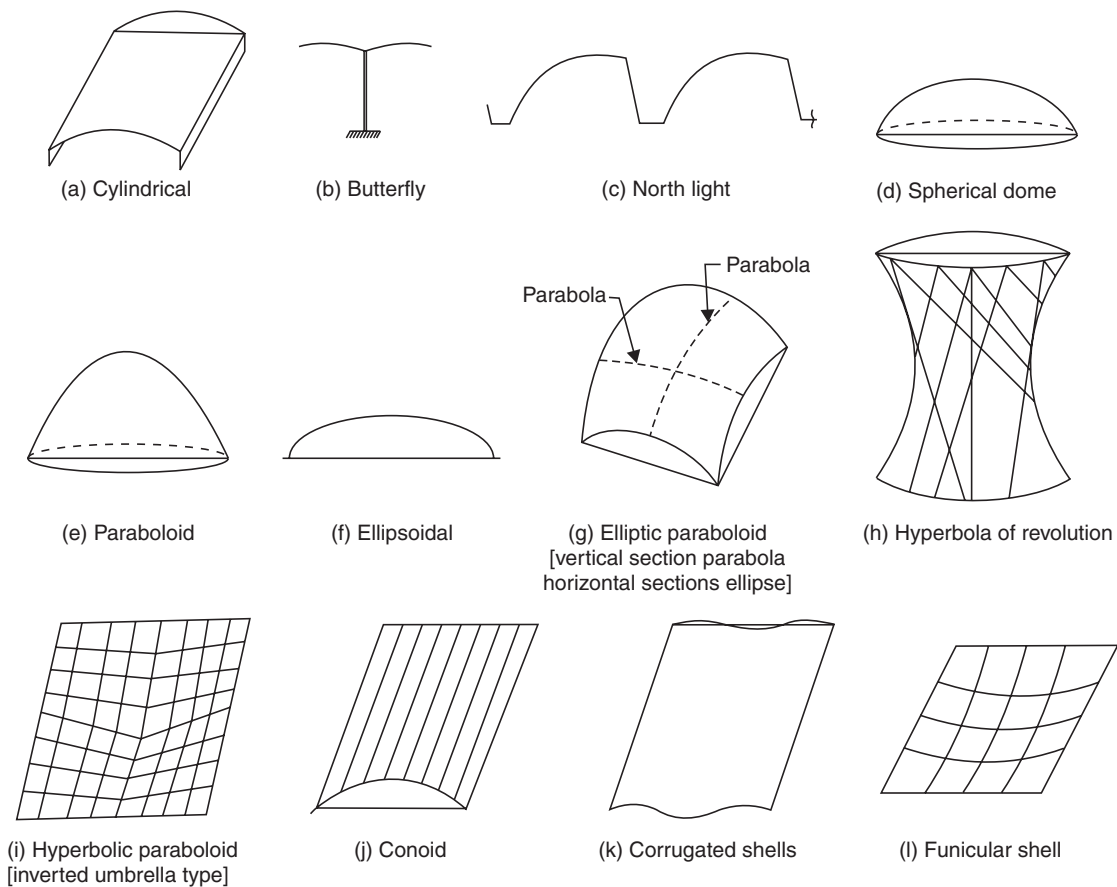 (a) Cylindrical
(b) Butterfly
(c) North light
(d) Spherical dome
Parabola
Parabola
(e) Paraboloid
(f) Ellipsoidal
(g) Elliptic paraboloid
[vertical section parabola
horizontal sections ellipse]
(h) Hyperbola of revolution
(i) Hyperbolic paraboloid
[inverted umbrella type]
(j) Conoid
(k) Corrugated shells
(l) Funicular shell